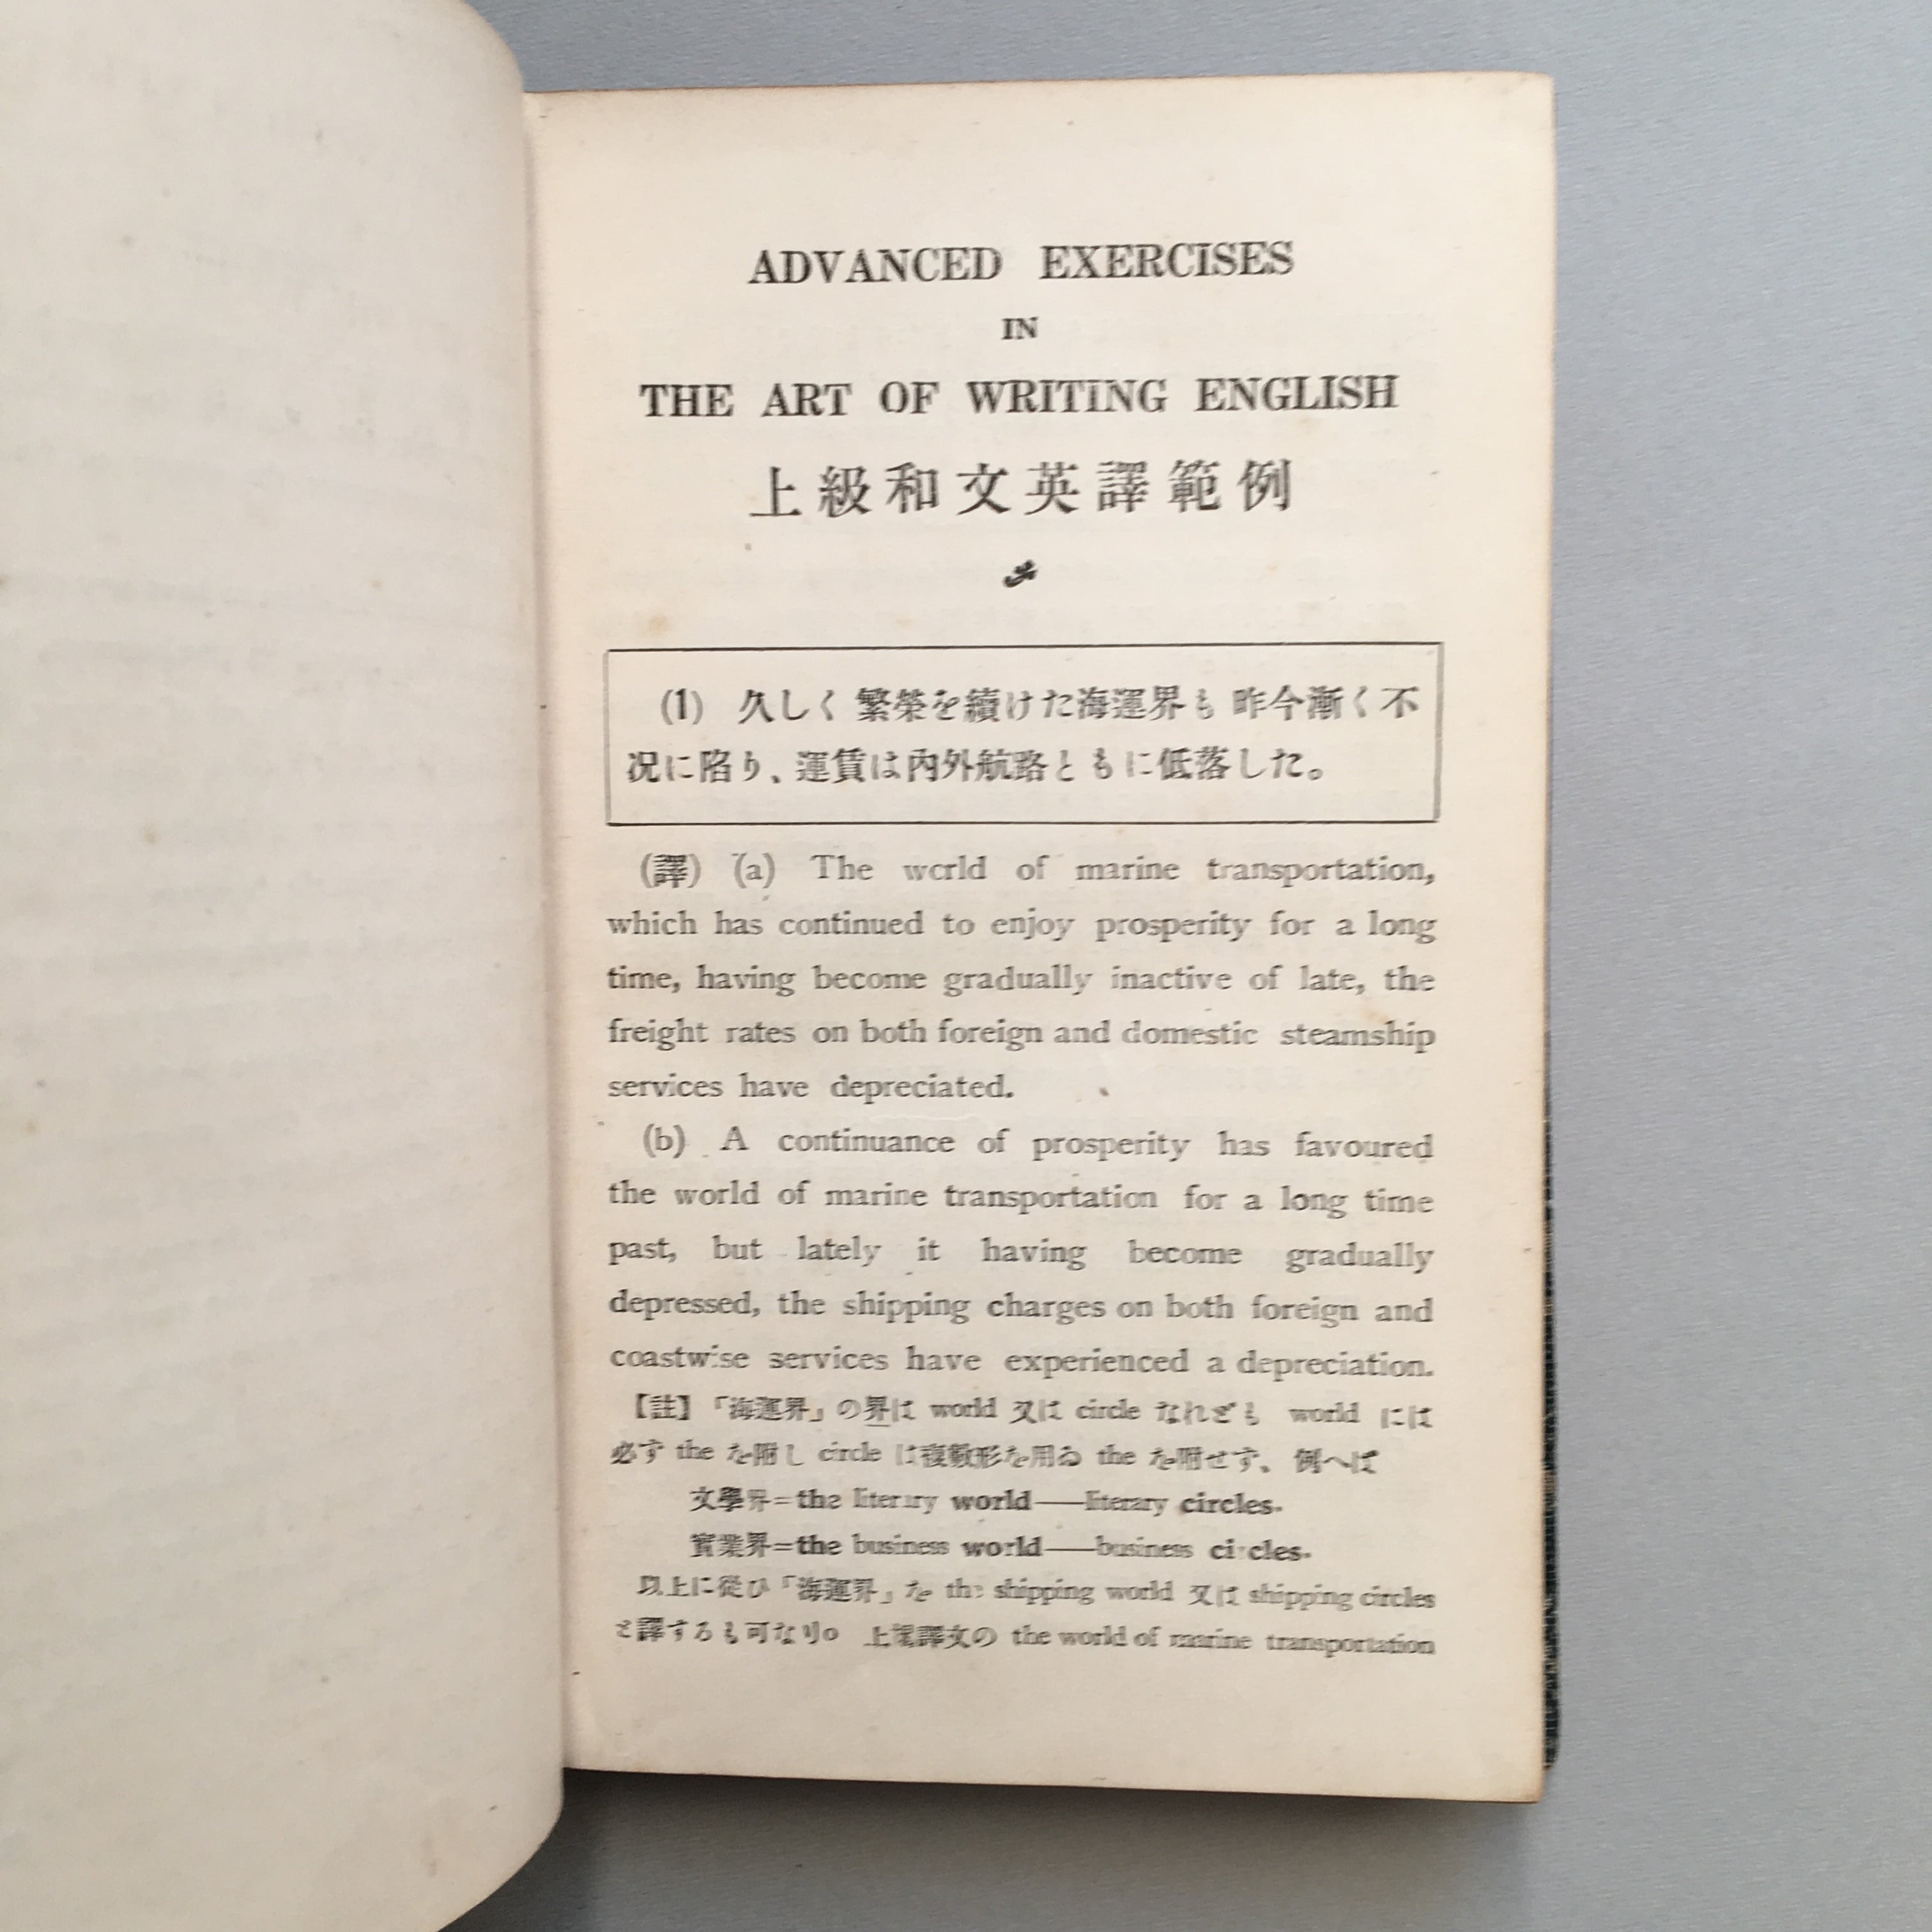 ADVANCED EXERCISES
IN
THE ART OF WRITING ENGLISH
上級和文英譯範例
(1) 久しく繁榮を續けた海運界も昨今漸く不
況に陷り、運賃は內外航路ともに低落した。
(譯) (a) The world of marine transportation,
which has continued to enjoy prosperity for a long
time, having become gradually inactive of late, the
freight rates on both foreign and domestic steamship
services have depreciated.
(b) A continuance of prosperity has favoured
the world of marine transportation for a long time
past, but lately it having become gradually
depressed, the shipping charges on both foreign and
coastwise services have experienced a depreciation.
【註】「海運界」の界は world 又は circle なれども world には
必ず the を附し circle は複數形を用ゐ the を附せず、例へば
文學界=the literary world——literary circles.
實業界=the business world——business circles.
以上に從ひ「海運界」を the shipping world 又は shipping circles
と譯するも可なり。 上揭譯文の the world of marine transportation